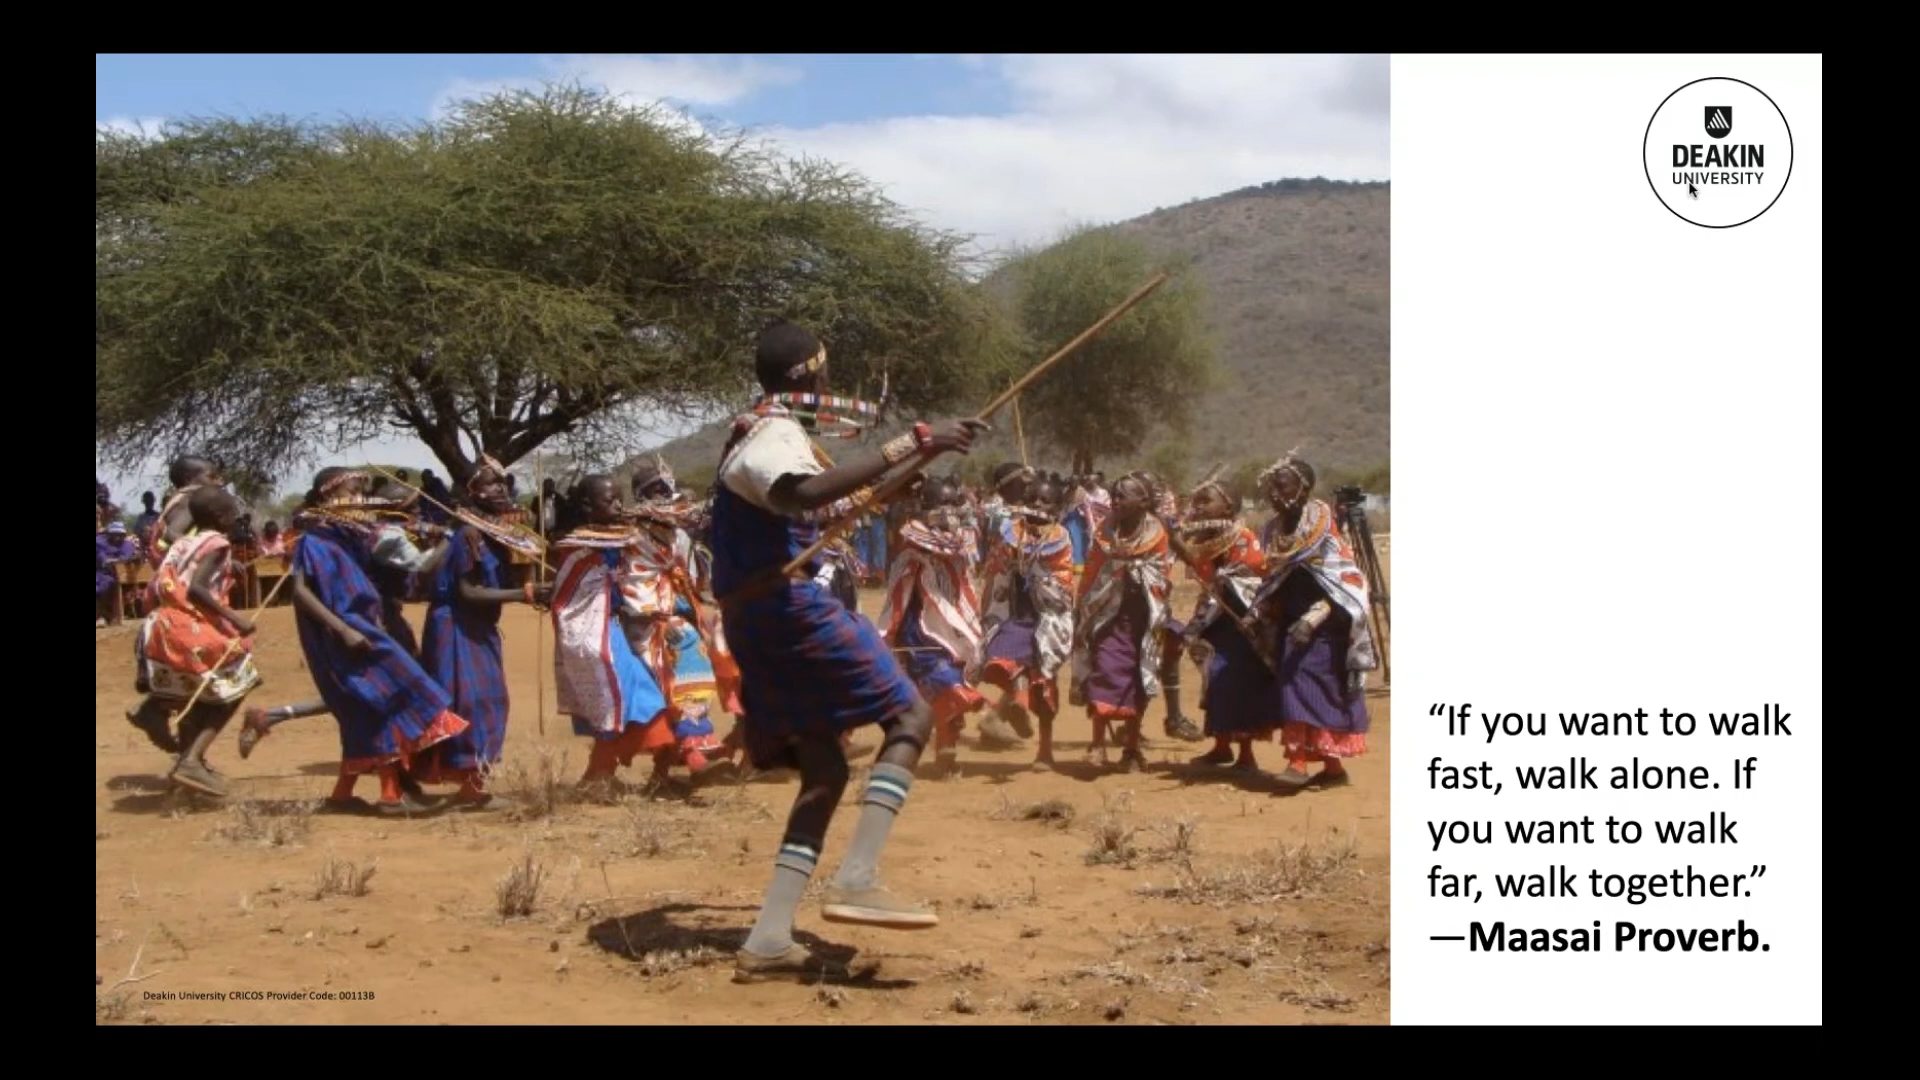 DEAKIN
UNIVERSITY
“If you want to walk
fast, walk alone. If
you want to walk
far, walk together.”
—Maasai Proverb.
Deakin University CRICOS Provider Code: 00113B